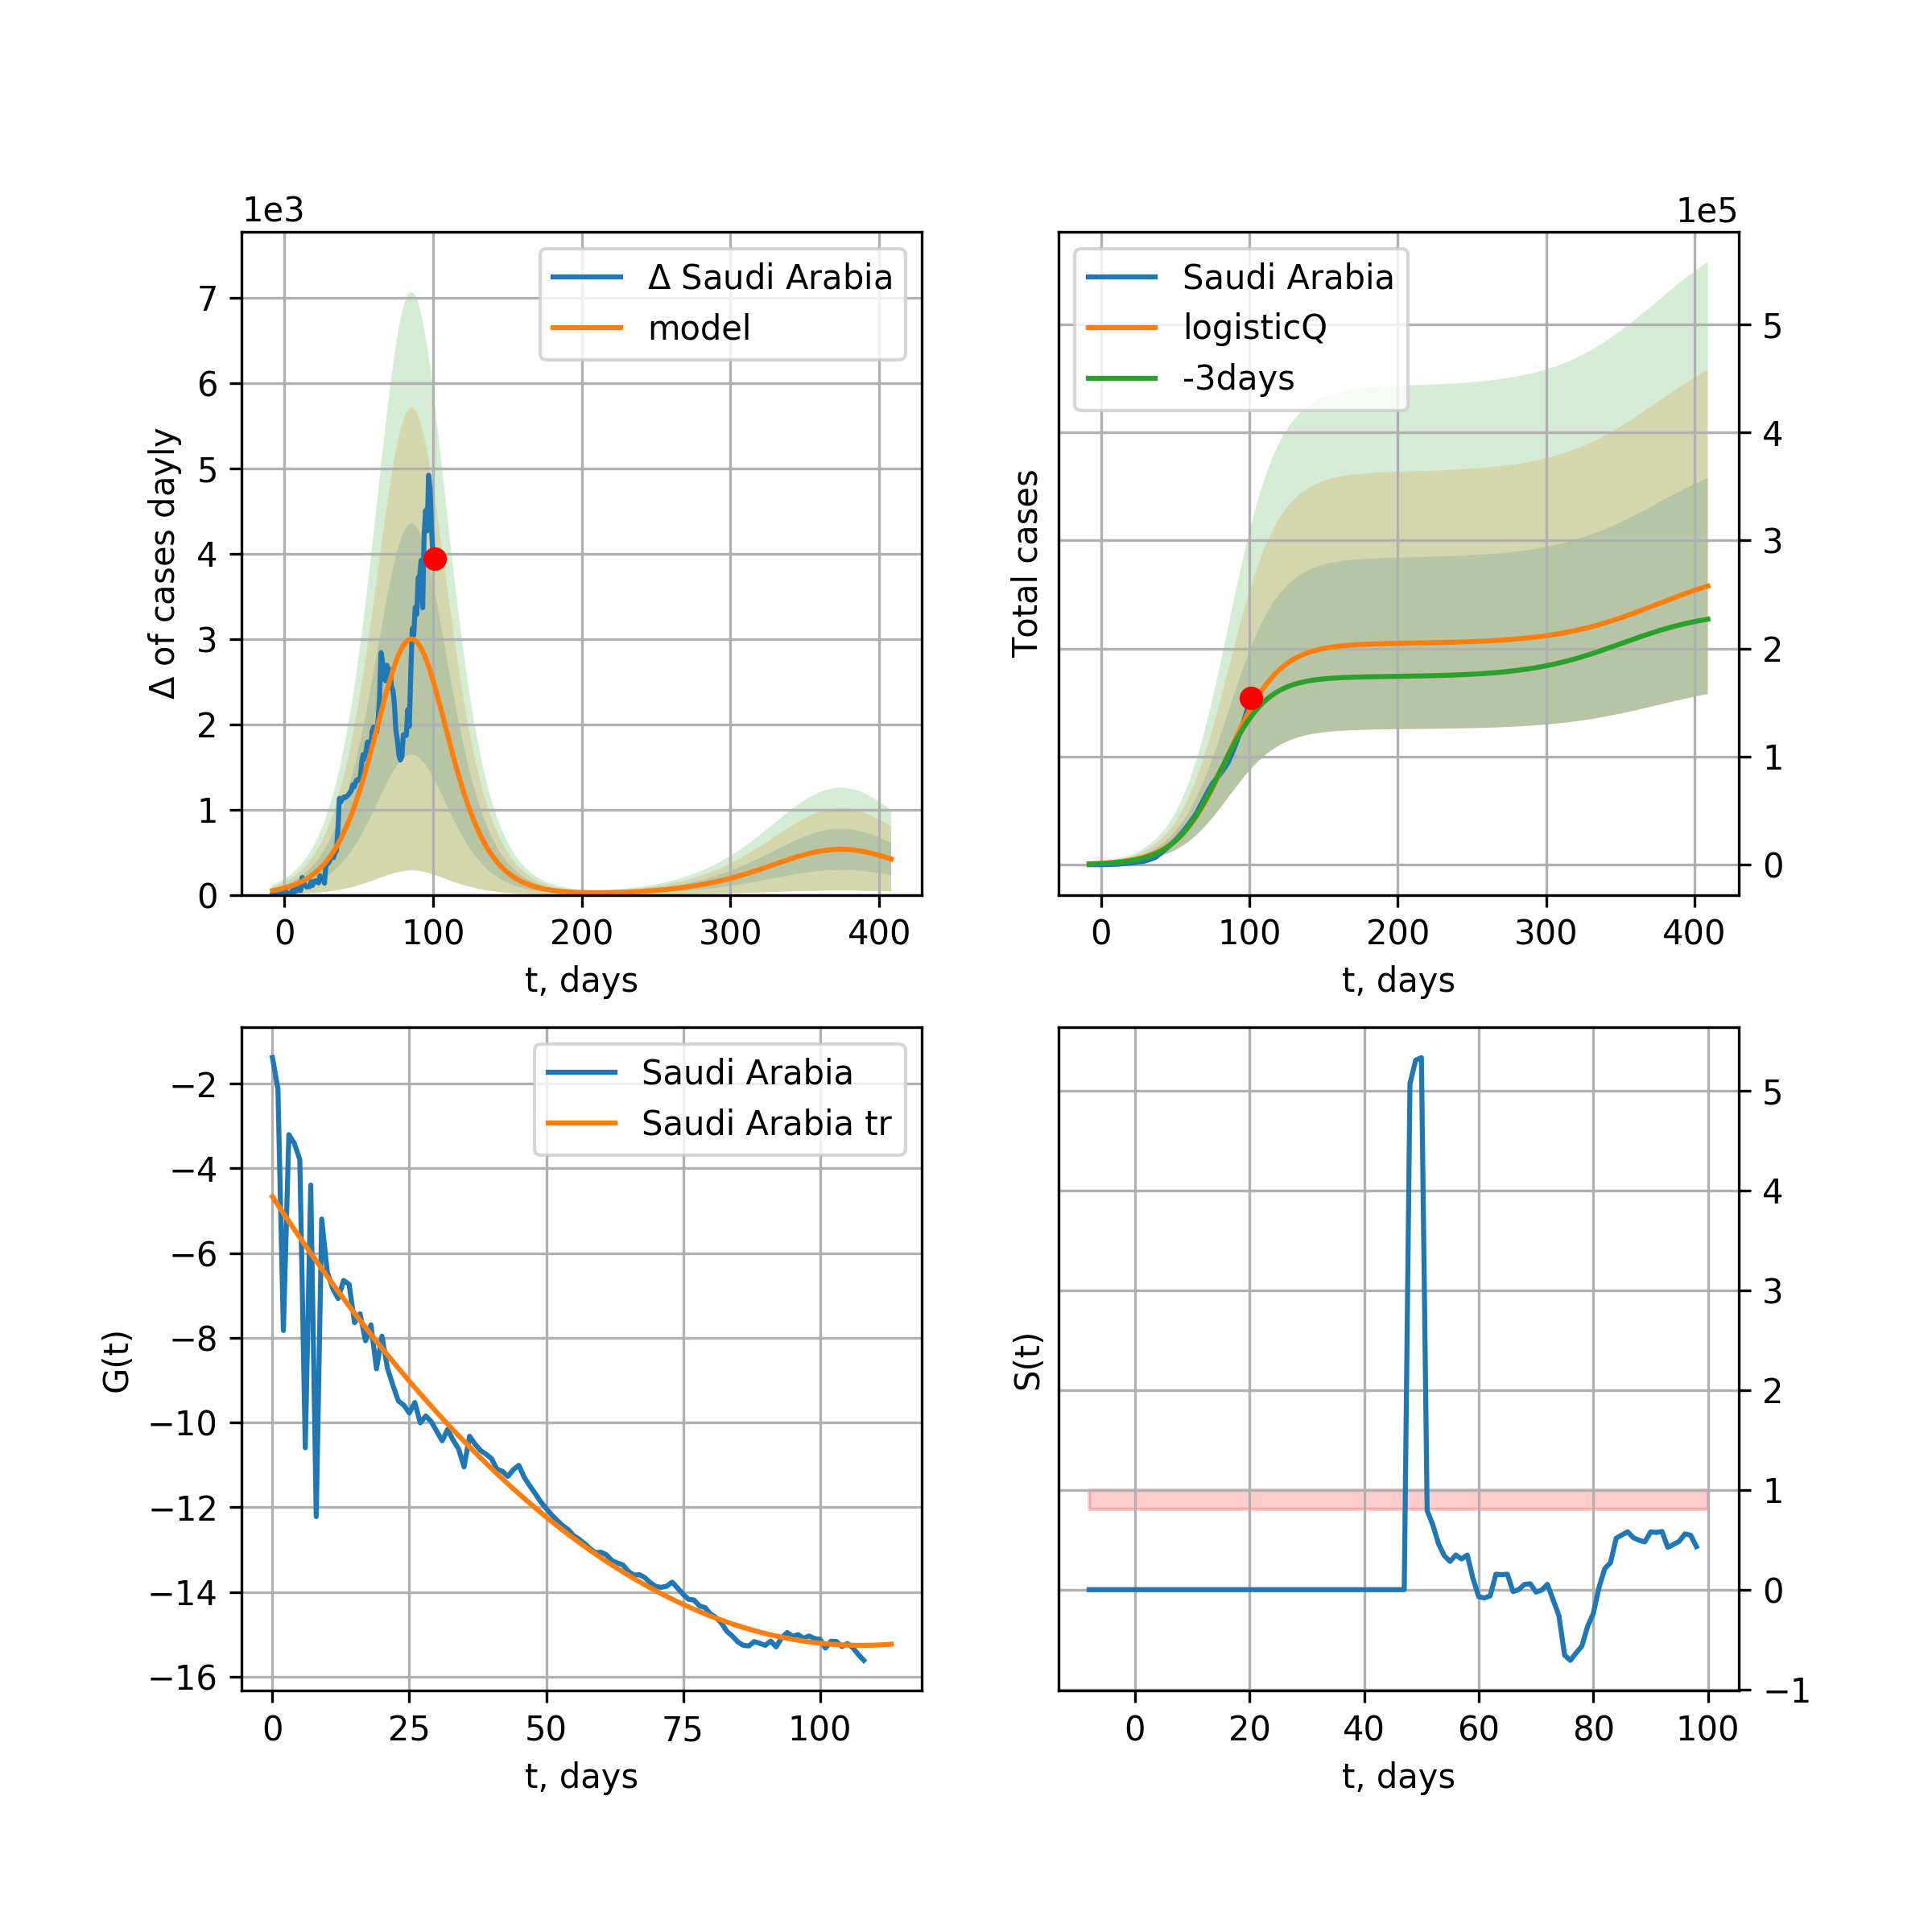 1e3
Δ of cases dayly
7
6
5
4
3
2
1
0
Δ Saudi Arabia
model
0 100 200 300 400
t, days
1e5
Total cases
Saudi Arabia
logisticQ
-3days
5
4
3
2
1
0
0 100 200 300 400
t, days
G(t)
−2
−4
−6
−8
−10
−12
−14
−16
Saudi Arabia
Saudi Arabia tr
0 25 50 75 100
t, days
S(t)
5
4
3
2
1
0
−1
0 20 40 60 80 100
t, days